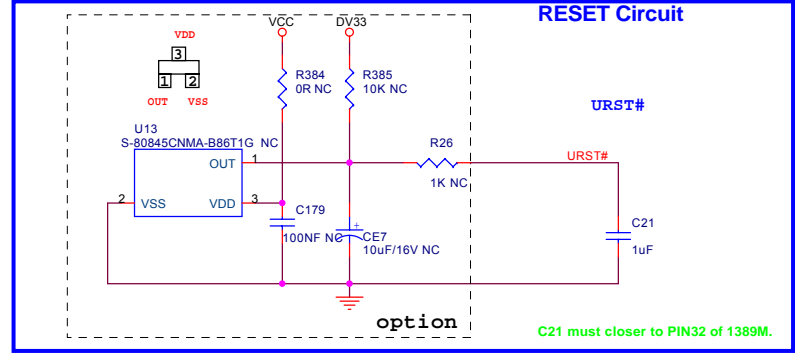 RESET Circuit
VCC
DV33
VDD
3
1
2
OUT
VSS
R384
0R NC
R385
10K NC
URST#
U13
S-80845CNMA-B86T1G NC
R26
OUT
1
URST#
1K NC
2
VSS
VDD
3
C179
100NF NC
CE7
+
10uF/16V NC
C21
1uF
option
C21 must closer to PIN32 of 1389M.